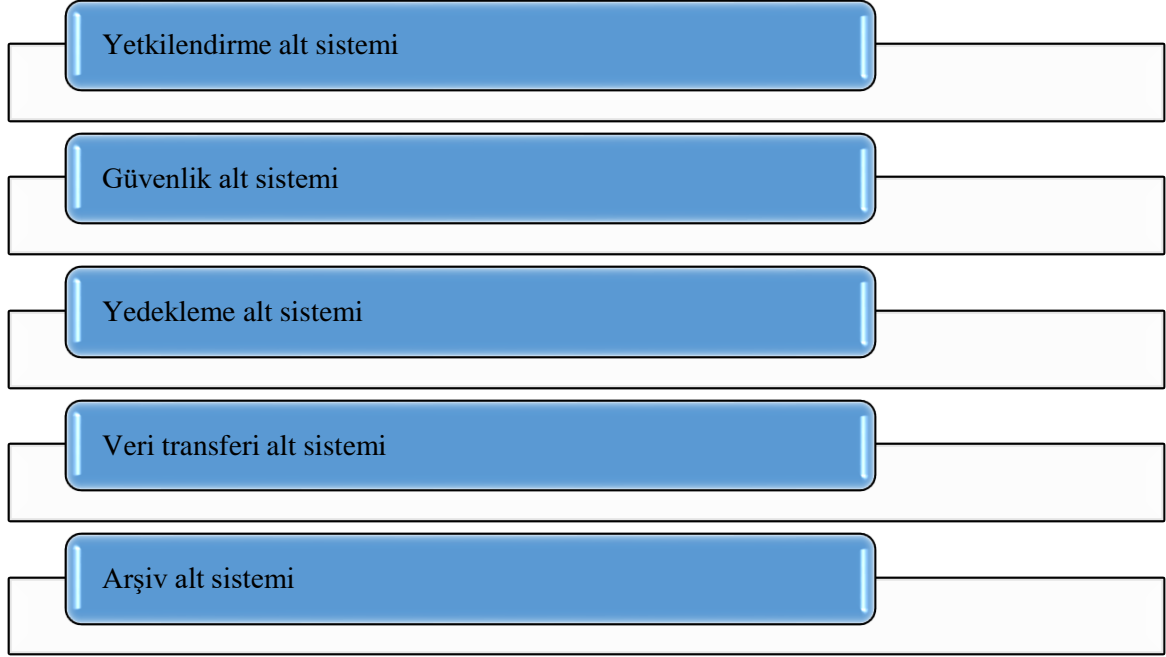 Yetkilendirme alt sistemi
Güvenlik alt sistemi
Yedekleme alt sistemi
Veri transferi alt sistemi
Arşiv alt sistemi